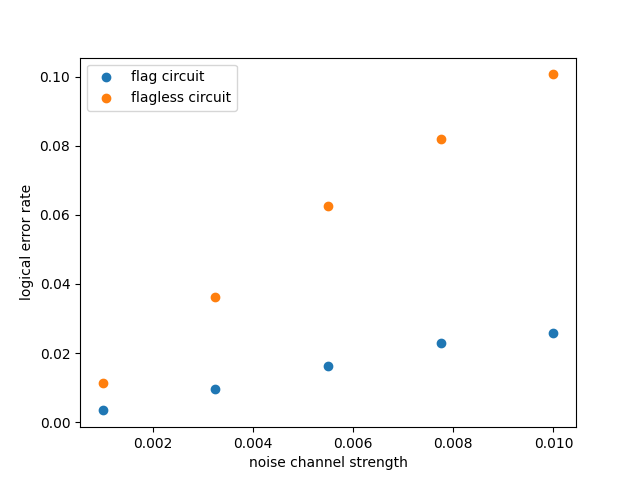 flag circuit
flagless circuit
0.10
0.08
0.06
0.04
0.02
0.00
logical error rate
0.002 0.004 0.006 0.008 0.010
noise channel strength